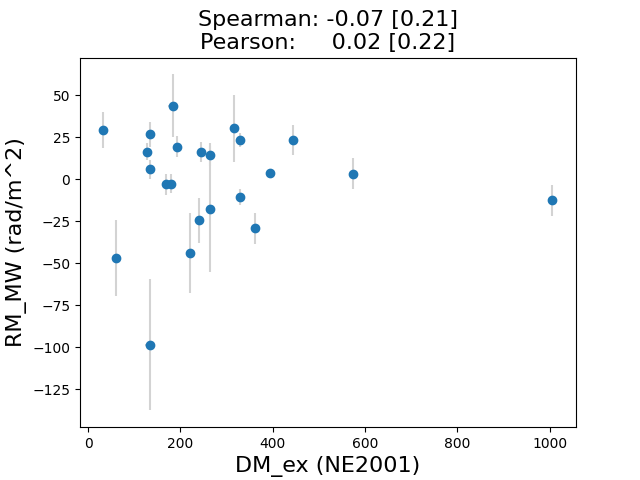 Spearman: -0.07 [0.21]
Pearson: 0.02 [0.22]
50
25
0
−25
−50
−75
−100
−125
RM_MW (rad/m^2)
0 200 400 600 800 1000
DM_ex (NE2001)